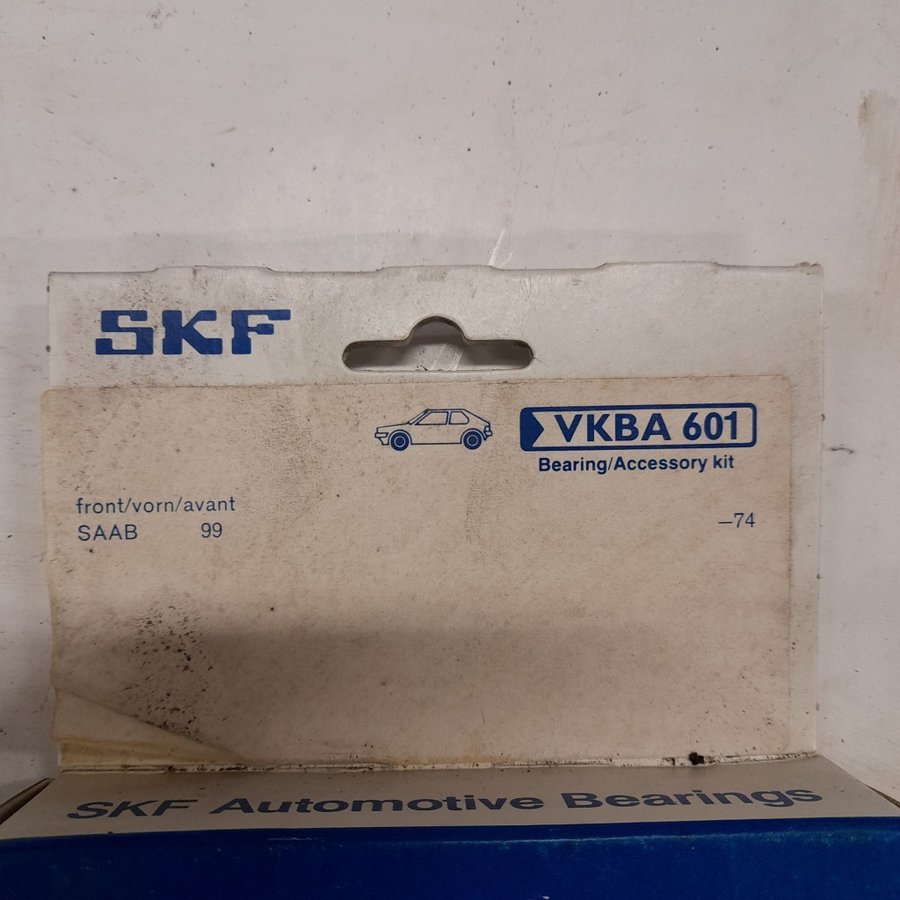 SKF
VKBA 601
Bearing/Accessory kit
front/vorn/avant
SAAB 99 –74
SKF Automotive Bearings